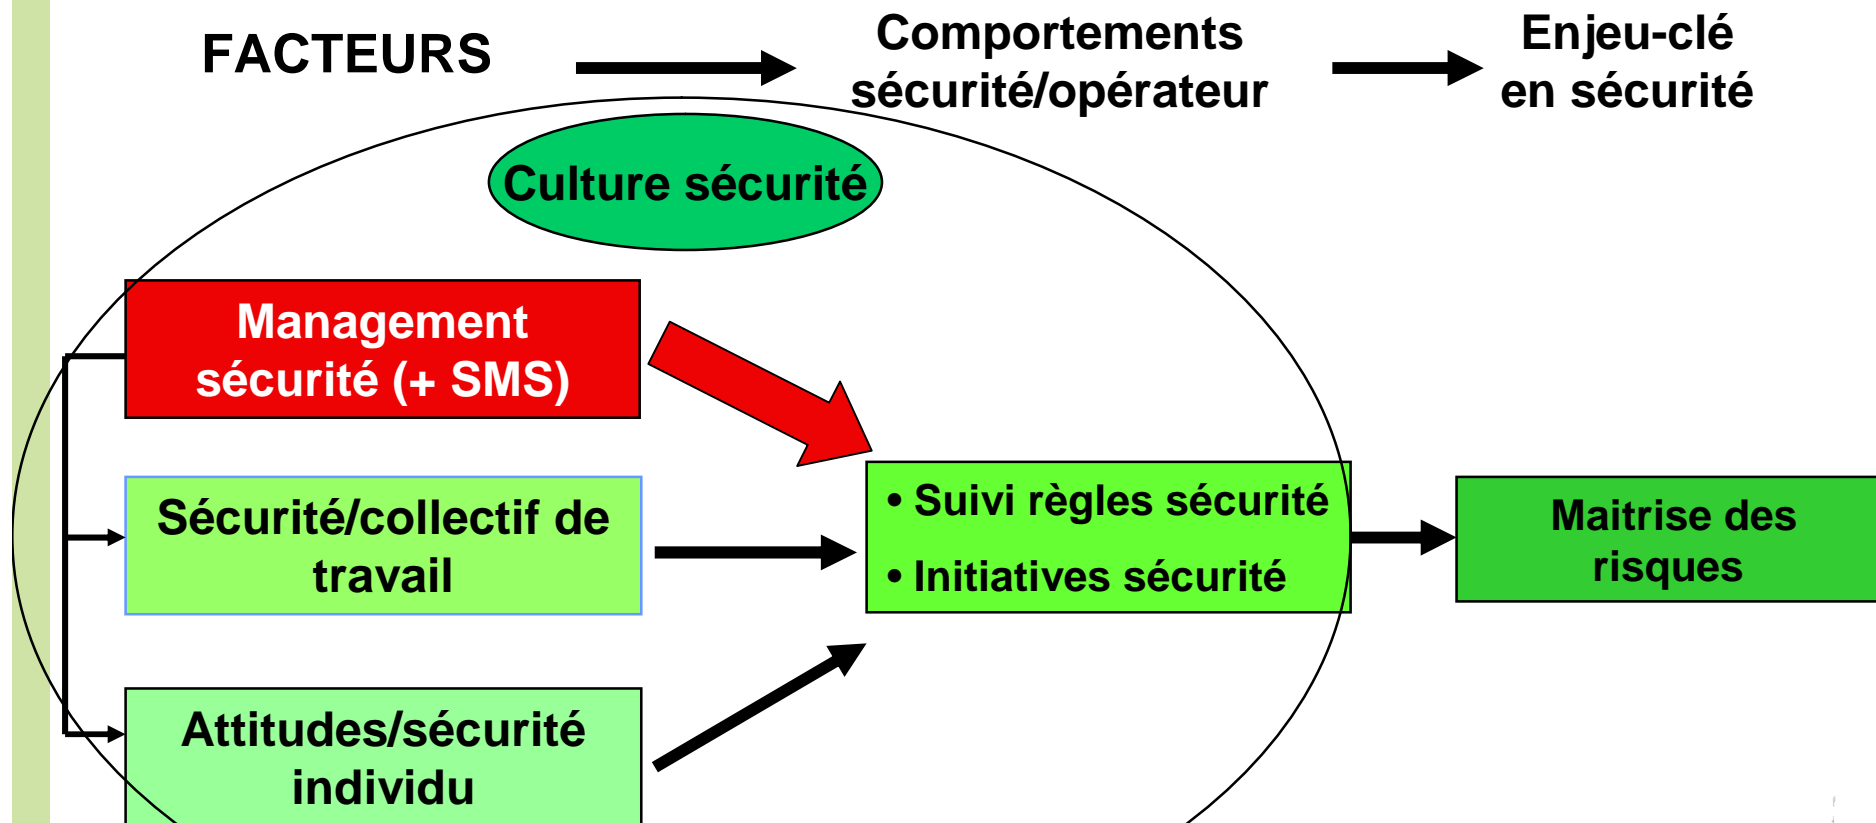 FACTEURS
Comportements
sécurité/opérateur
Enjeu-clé
en sécurité
Culture sécurité
Management
sécurité (+ SMS)
Sécurité/collectif de
travail
• Suivi règles sécurité
• Initiatives sécurité
Maitrise des
risques
Attitudes/sécurité
individu